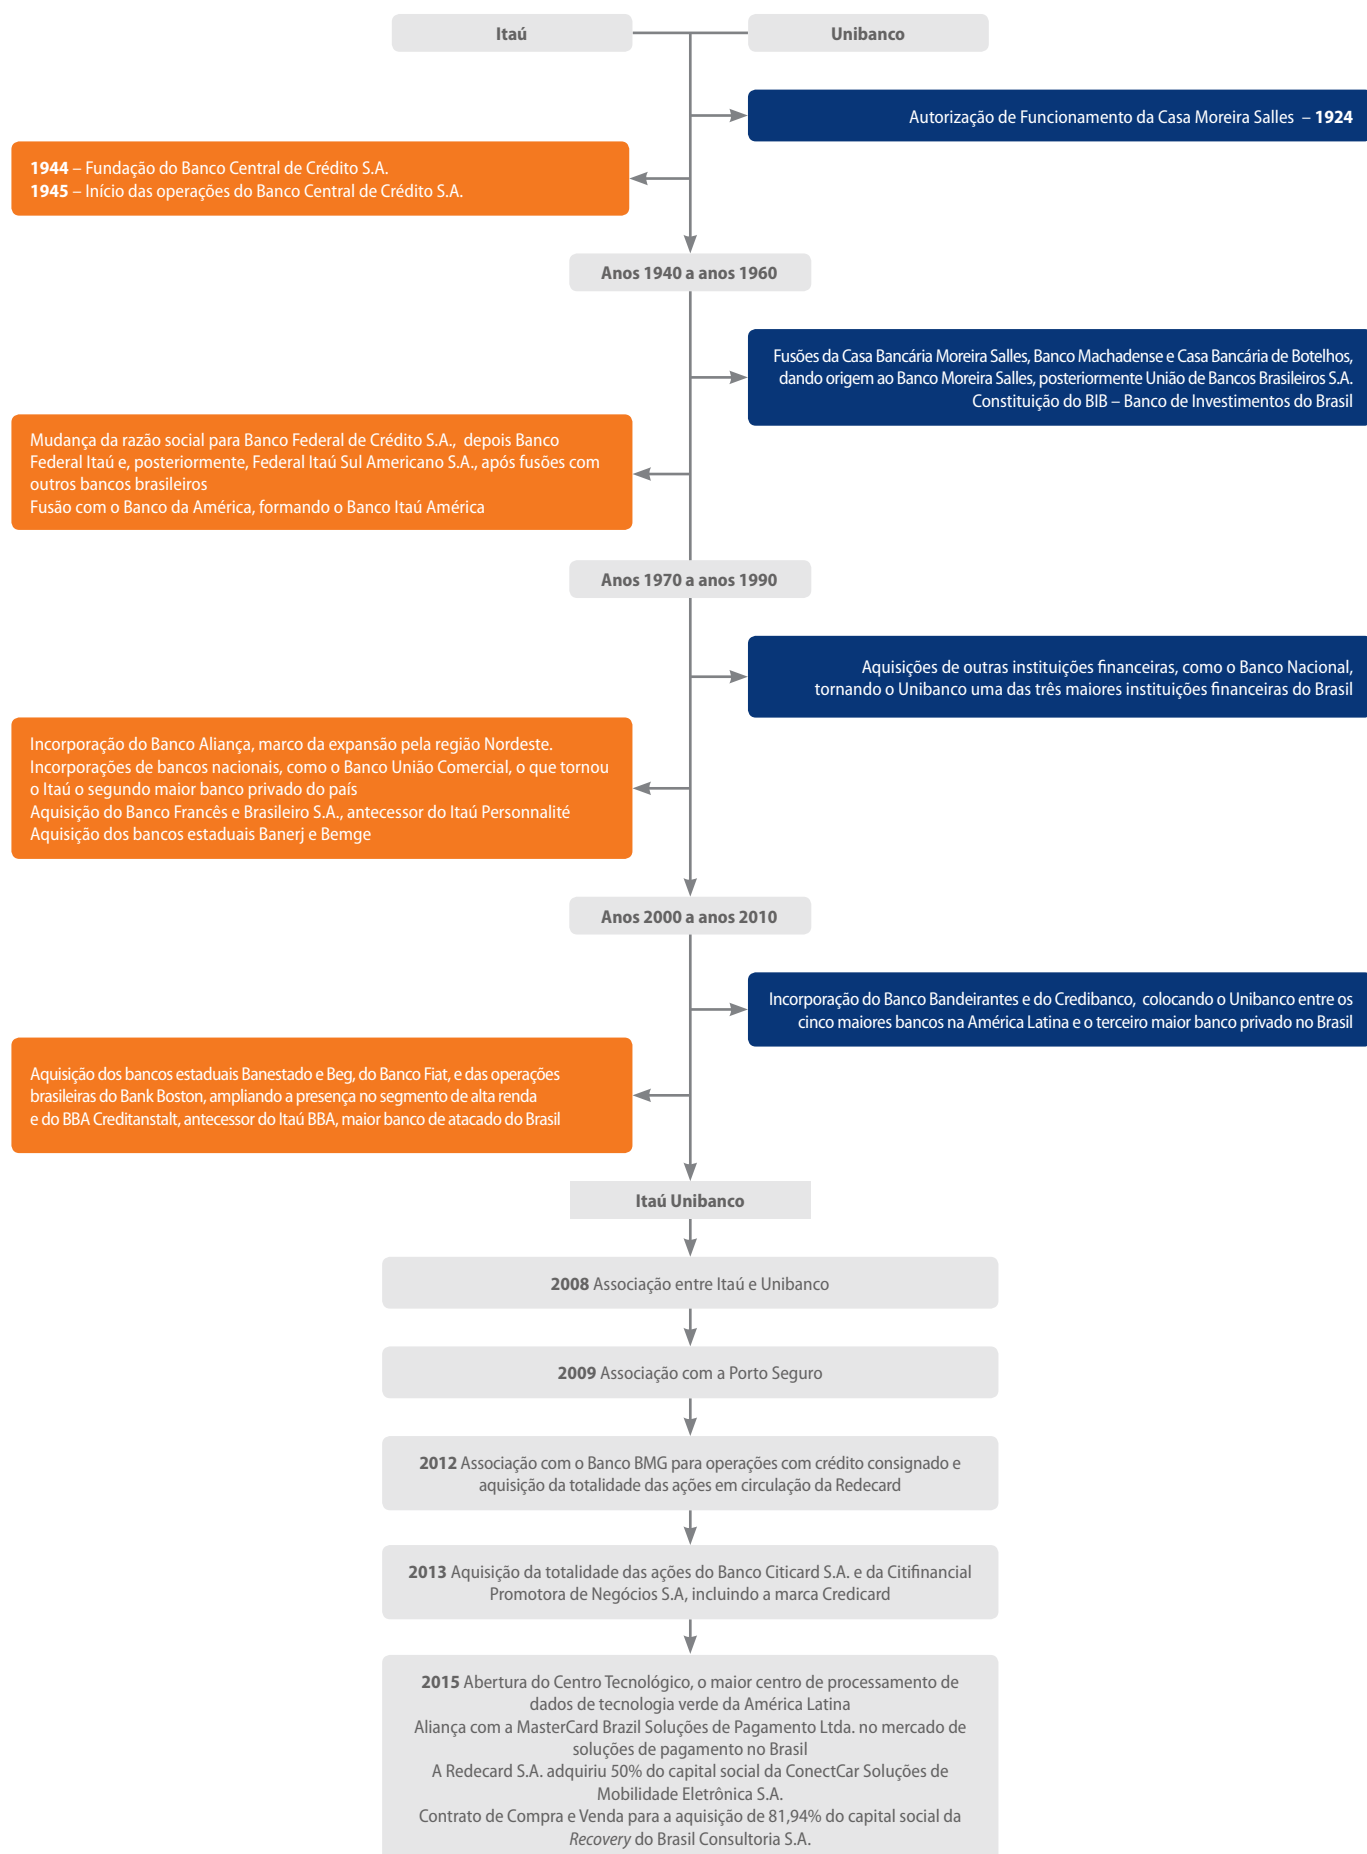 Itaú
Unibanco
Autorização de Funcionamento da Casa Moreira Salles – 1924
1944 – Fundação do Banco Central de Crédito S.A.
1945 – Início das operações do Banco Central de Crédito S.A.
Anos 1940 a anos 1960
Fusões da Casa Bancária Moreira Salles, Banco Machadense e Casa Bancária de Botelhos,
dando origem ao Banco Moreira Salles, posteriormente União de Bancos Brasileiros S.A.
Constituição do BIB – Banco de Investimentos do Brasil
Mudança da razão social para Banco Federal de Crédito S.A., depois Banco
Federal Itaú e, posteriormente, Federal Itaú Sul Americano S.A., após fusões com
outros bancos brasileiros
Fusão com o Banco da América, formando o Banco Itaú América
Anos 1970 a anos 1990
Aquisições de outras instituições financeiras, como o Banco Nacional,
tornando o Unibanco uma das três maiores instituições financeiras do Brasil
Incorporação do Banco Aliança, marco da expansão pela região Nordeste.
Incorporações de bancos nacionais, como o Banco União Comercial, o que tornou
o Itaú o segundo maior banco privado do país
Aquisição do Banco Francês e Brasileiro S.A., antecessor do Itaú Personnalité
Aquisição dos bancos estaduais Banerj e Bemge
Anos 2000 a anos 2010
Incorporação do Banco Bandeirantes e do Credibanco, colocando o Unibanco entre os
cinco maiores bancos na América Latina e o terceiro maior banco privado no Brasil
Aquisição dos bancos estaduais Banestado e Beg, do Banco Fiat, e das operações
brasileiras do Bank Boston, ampliando a presença no segmento de alta renda
e do BBA Creditanstalt, antecessor do Itaú BBA, maior banco de atacado do Brasil
Itaú Unibanco
2008 Associação entre Itaú e Unibanco
2009 Associação com a Porto Seguro
2012 Associação com o Banco BMG para operações com crédito consignado e
aquisição da totalidade das ações em circulação da Redecard
2013 Aquisição da totalidade das ações do Banco Citicard S.A. e da Citifinancial
Promotora de Negócios S.A, incluindo a marca Credicard
2015 Abertura do Centro Tecnológico, o maior centro de processamento de
dados de tecnologia verde da América Latina
Aliança com a MasterCard Brazil Soluções de Pagamento Ltda. no mercado de
soluções de pagamento no Brasil
A Redecard S.A. adquiriu 50% do capital social da ConectCar Soluções de
Mobilidade Eletrônica S.A.
Contrato de Compra e Venda para a aquisição de 81,94% do capital social da
Recovery do Brasil Consultoria S.A.